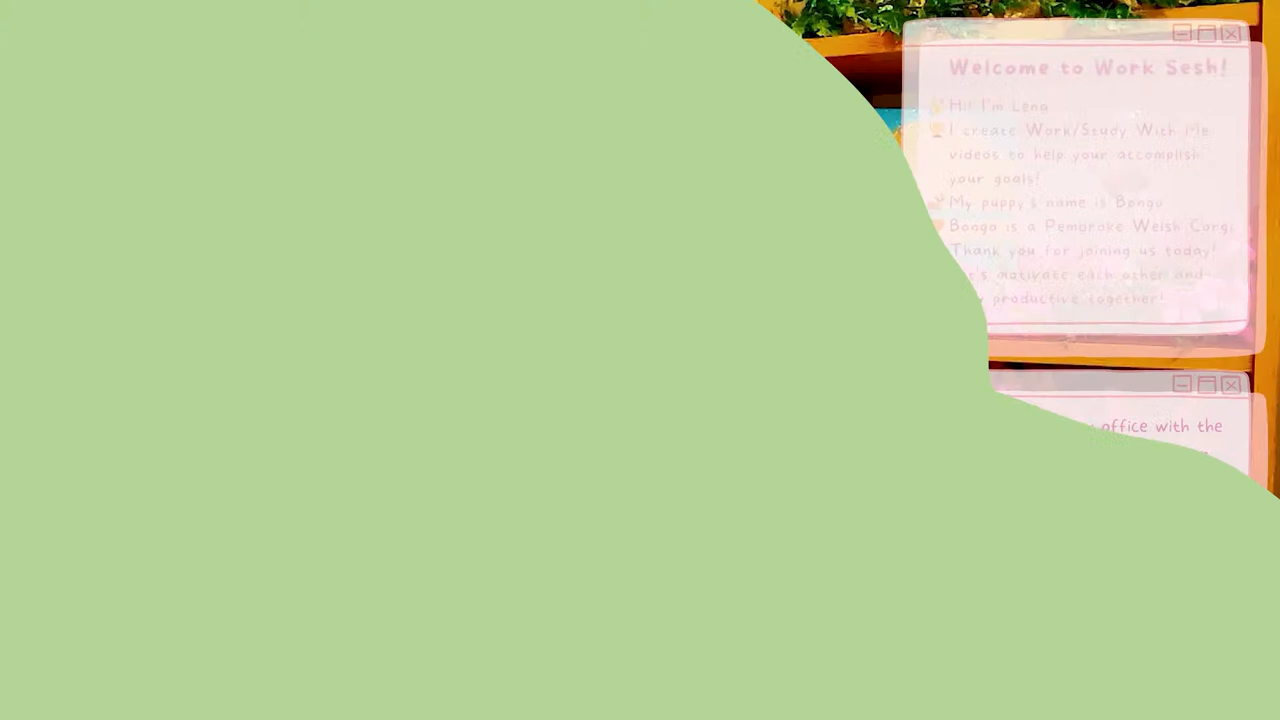 Welcome to Work Sesh!
Hi! I'm Lena
I create Work/Study With Me
videos to help your accomplish
your goals!
My puppy's name is Bongo
Bongo is a Pembroke Welsh Corgi
Thank you for joining us today!
motivate each other and
productive together!
office with the